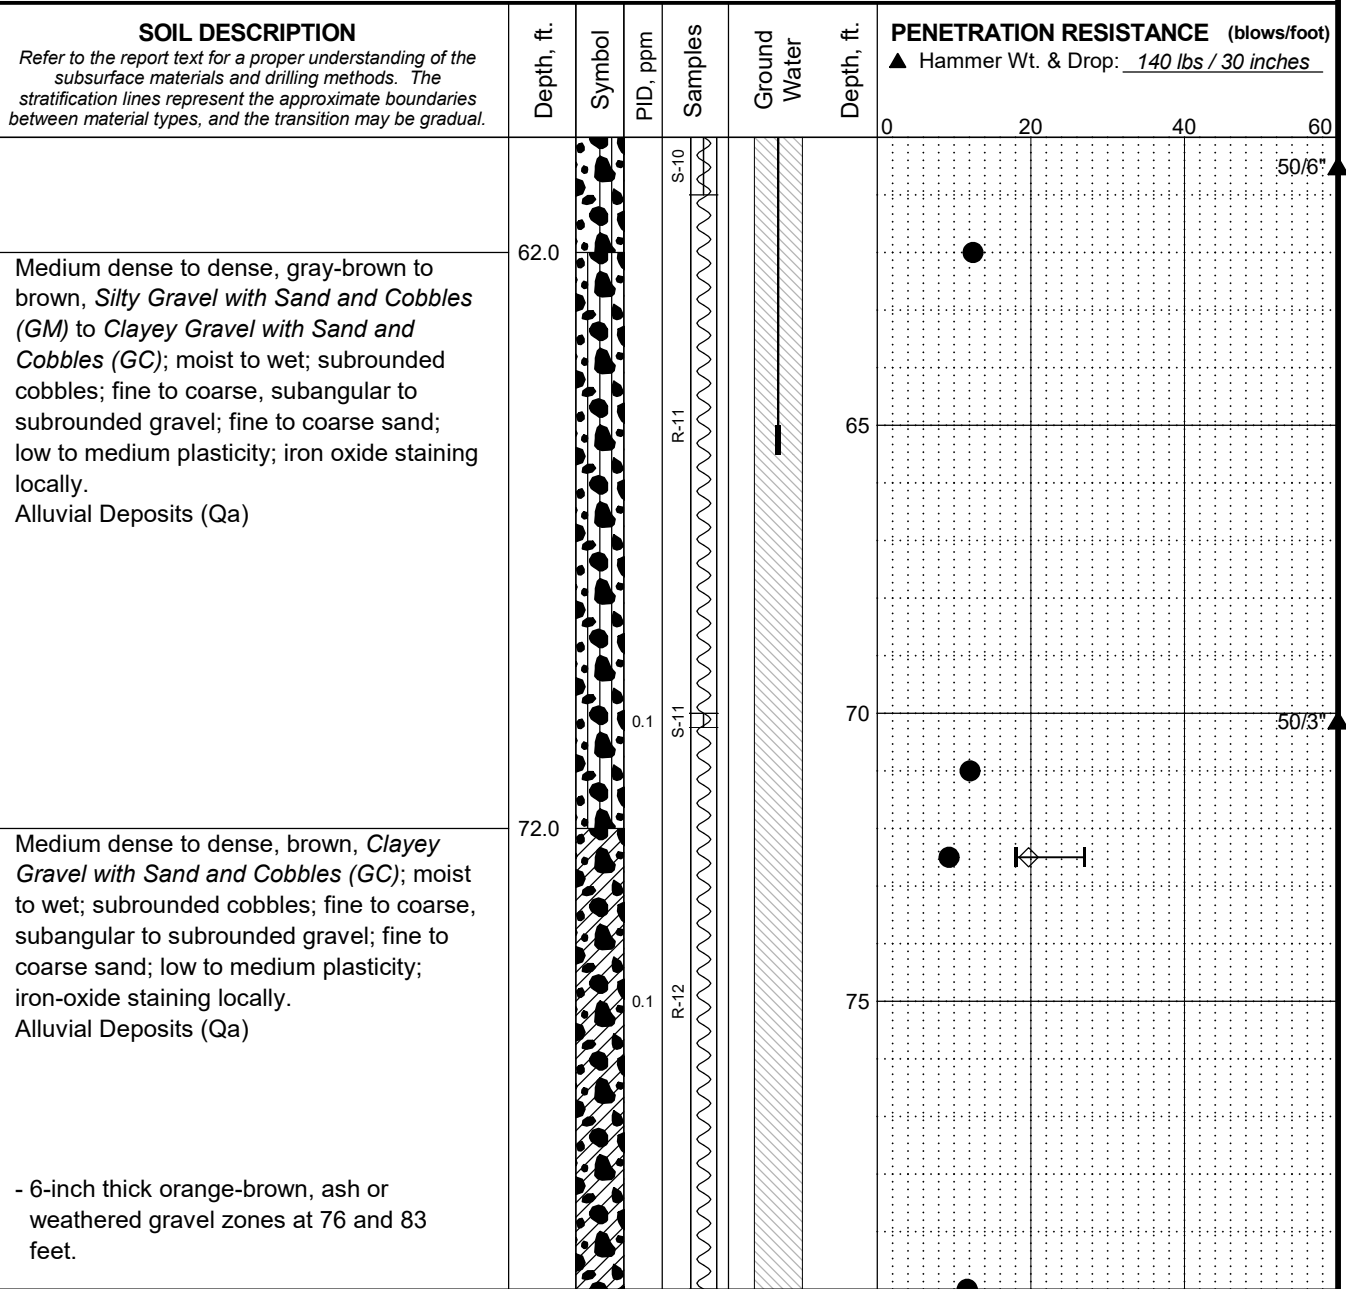 SOIL DESCRIPTION
Refer to the report text for a proper understanding of the
subsurface materials and drilling methods. The
stratification lines represent the approximate boundaries
between material types, and the transition may be gradual.
Depth, ft.
Symbol
PID, ppm
Samples
Ground
Water
Depth, ft.
PENETRATION RESISTANCE (blows/foot)
▲ Hammer Wt. & Drop: 140 lbs / 30 inches
0 20 40 60
S-10
50/6"
62.0
Medium dense to dense, gray-brown to
brown, Silty Gravel with Sand and Cobbles
(GM) to Clayey Gravel with Sand and
Cobbles (GC); moist to wet; subrounded
cobbles; fine to coarse, subangular to
subrounded gravel; fine to coarse sand;
low to medium plasticity; iron oxide staining
locally.
Alluvial Deposits (Qa)
R-11
65
0.1
S-11
70
50/3"
72.0
Medium dense to dense, brown, Clayey
Gravel with Sand and Cobbles (GC); moist
to wet; subrounded cobbles; fine to coarse,
subangular to subrounded gravel; fine to
coarse sand; low to medium plasticity;
iron-oxide staining locally.
Alluvial Deposits (Qa)
0.1
R-12
75
- 6-inch thick orange-brown, ash or
weathered gravel zones at 76 and 83
feet.